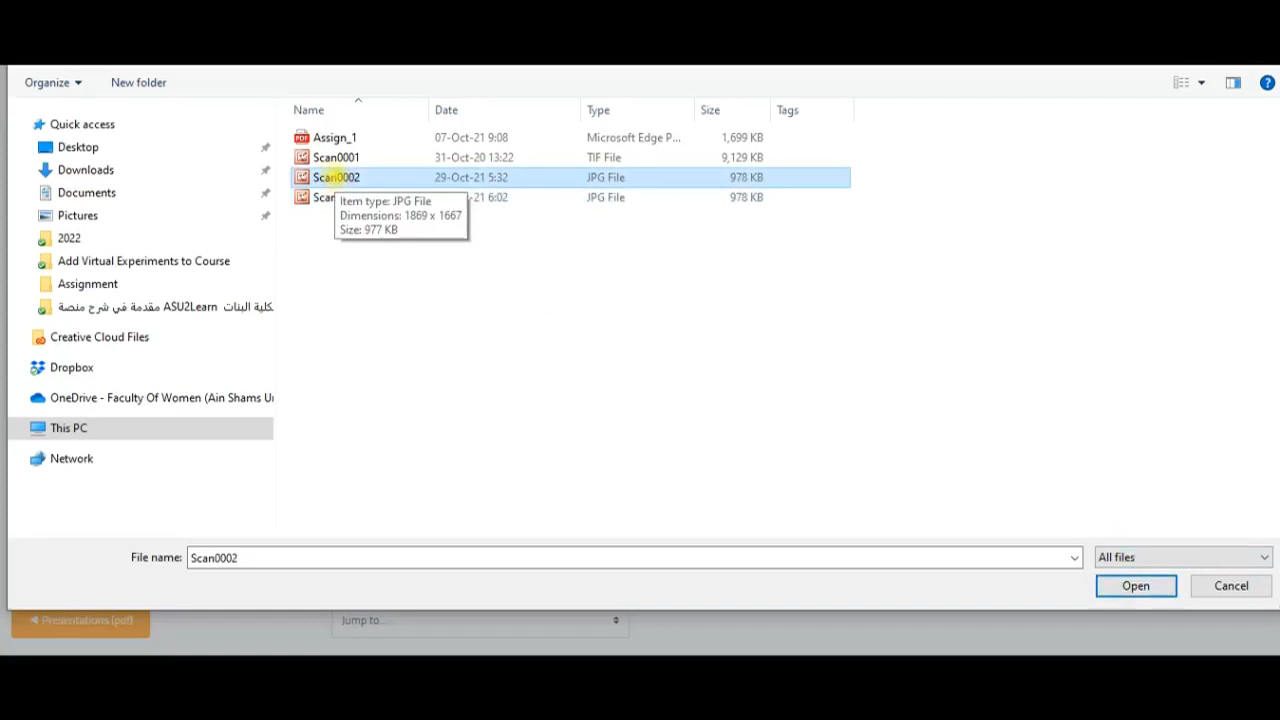 Organize New folder
Name Date Type Size Tags
Quick access
Desktop
Downloads
Documents
Pictures
2022
Add Virtual Experiments to Course
Assignment
مقدمة في شرح منصة ASU2Learn لكلية البنات
Creative Cloud Files
Dropbox
OneDrive - Faculty Of Women (Ain Shams Un
This PC
Network
Assign_1 07-Oct-21 9:08 Microsoft Edge P... 1,699 KB
Scan0001 31-Oct-20 13:22 TIF File 9,129 KB
Scan0002 29-Oct-21 5:32 JPG File 978 KB
Scan -21 6:02 JPG File 978 KB
Item type: JPG File
Dimensions: 1869 x 1667
Size: 977 KB
File name: Scan0002 All files
Open Cancel
Presentations (pdf) Jump to...